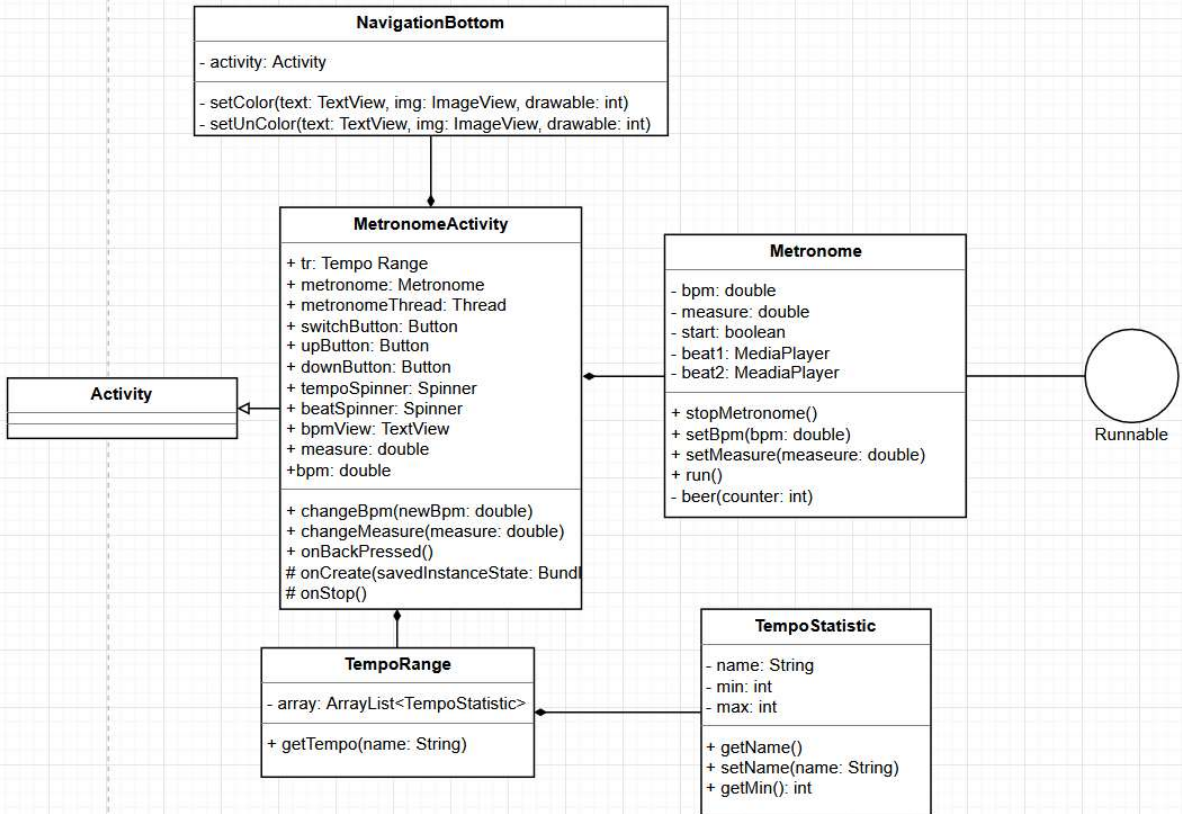 NavigationBottom
- activity: Activity
- setColor(text: TextView, img: ImageView, drawable: int)
- setUnColor(text: TextView, img: ImageView, drawable: int)
MetronomeActivity
+ tr: Tempo Range
+ metronome: Metronome
+ metronomeThread: Thread
+ switchButton: Button
+ upButton: Button
+ downButton: Button
+ tempoSpinner: Spinner
+ beatSpinner: Spinner
+ bpmView: TextView
+ measure: double
+bpm: double
+ changeBpm(newBpm: double)
+ changeMeasure(measure: double)
+ onBackPressed()
# onCreate(savedInstanceState: Bundl
# onStop()
Metronome
- bpm: double
- measure: double
- start: boolean
- beat1: MediaPlayer
- beat2: MeadiaPlayer
+ stopMetronome()
+ setBpm(bpm: double)
+ setMeasure(measeure: double)
+ run()
- beer(counter: int)
Runnable
Activity
TempoRange
- array: ArrayList<TempoStatistic>
+ getTempo(name: String)
TempoStatistic
- name: String
- min: int
- max: int
+ getName()
+ setName(name: String)
+ getMin(): int